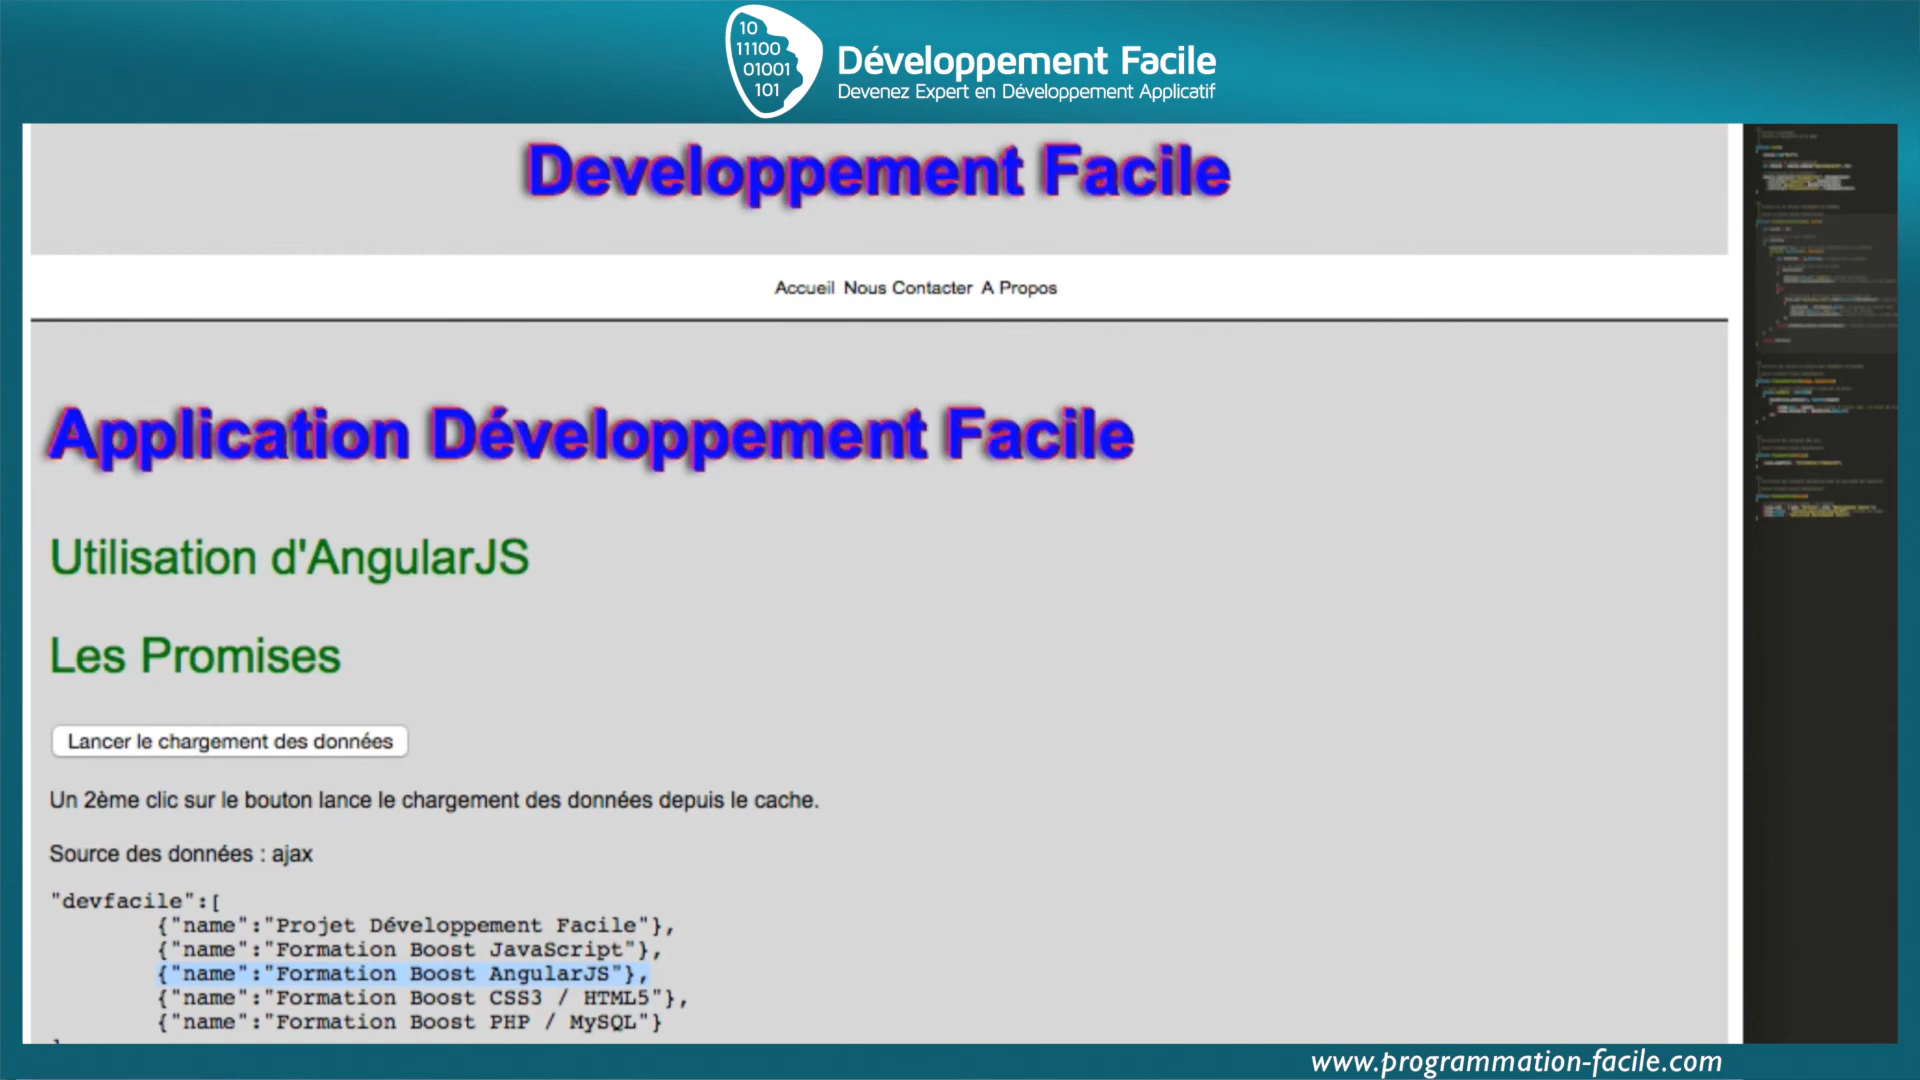 10
11100
01001
101
Développement Facile
Devenez Expert en Développement Applicatif
Developpement Facile
Accueil Nous Contacter A Propos
Application Développement Facile
Utilisation d'AngularJS
Les Promises
Lancer le chargement des données
Un 2ème clic sur le bouton lance le chargement des données depuis le cache.
Source des données : ajax
"devfacile":[
{"name":"Projet Développement Facile"},
{"name":"Formation Boost JavaScript"},
{"name":"Formation Boost AngularJS"},
{"name":"Formation Boost CSS3 / HTML5"},
{"name":"Formation Boost PHP / MySQL"}
www.programmation-facile.com